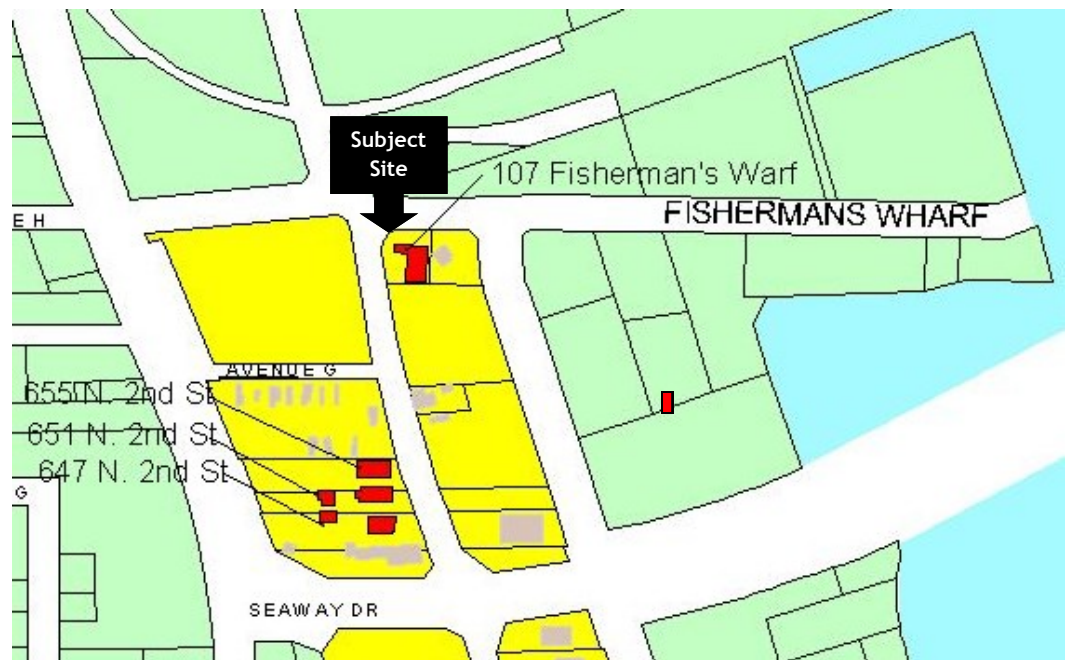 Subject
Site
107 Fisherman's Warf
FISHERMANS WHARF
E H
AVENUE G
655 N. 2nd St
651 N. 2nd St
647 N. 2nd St
G
SEAWAY DR